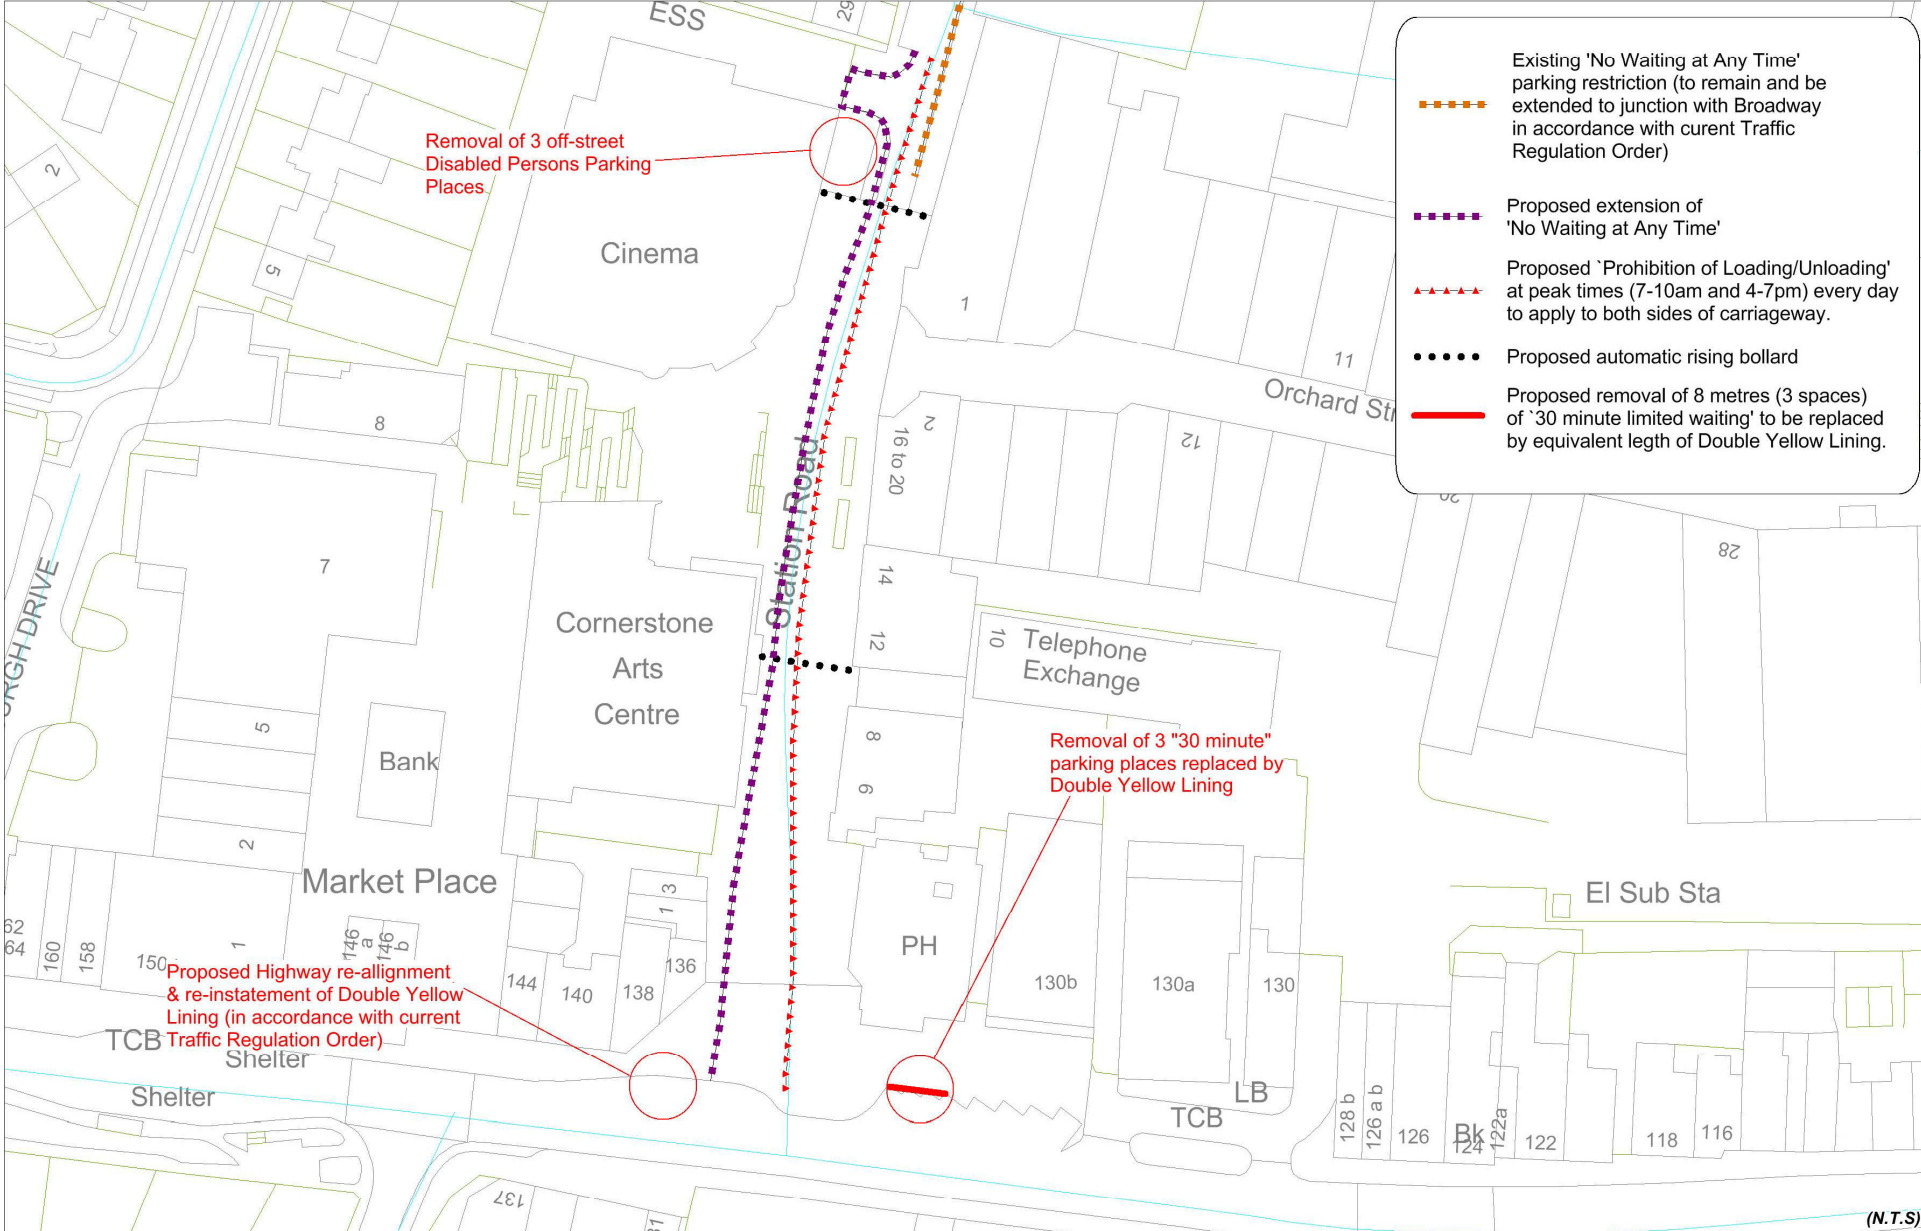 ESS
29
Existing 'No Waiting at Any Time'
parking restriction (to remain and be
extended to junction with Broadway
in accordance with curent Traffic
Regulation Order)
Proposed extension of
'No Waiting at Any Time'
Proposed `Prohibition of Loading/Unloading'
at peak times (7-10am and 4-7pm) every day
to apply to both sides of carriageway.
Proposed automatic rising bollard
Proposed removal of 8 metres (3 spaces)
of `30 minute limited waiting' to be replaced
by equivalent legth of Double Yellow Lining.
Removal of 3 off-street
Disabled Persons Parking
Places
2
Cinema
5
1
11
Orchard Str
8
2
16 to 20
12
20
28
Station Road
7
14
12
Cornerstone
Arts
Centre
10
Telephone
Exchange
URGH DRIVE
5
Bank
8
6
Removal of 3 "30 minute"
parking places replaced by
Double Yellow Lining
2
Market Place
3
1
El Sub Sta
62
64
160
158
150
1
146
a
146
b
PH
136
144
140
138
130b
130a
130
Proposed Highway re-allignment
& re-instatement of Double Yellow
Lining (in accordance with current
Traffic Regulation Order)
TCB
Shelter
Shelter
LB
TCB
128 b
126 a b
126
Bk
124
122a
122
118
116
137
31
(N.T.S)